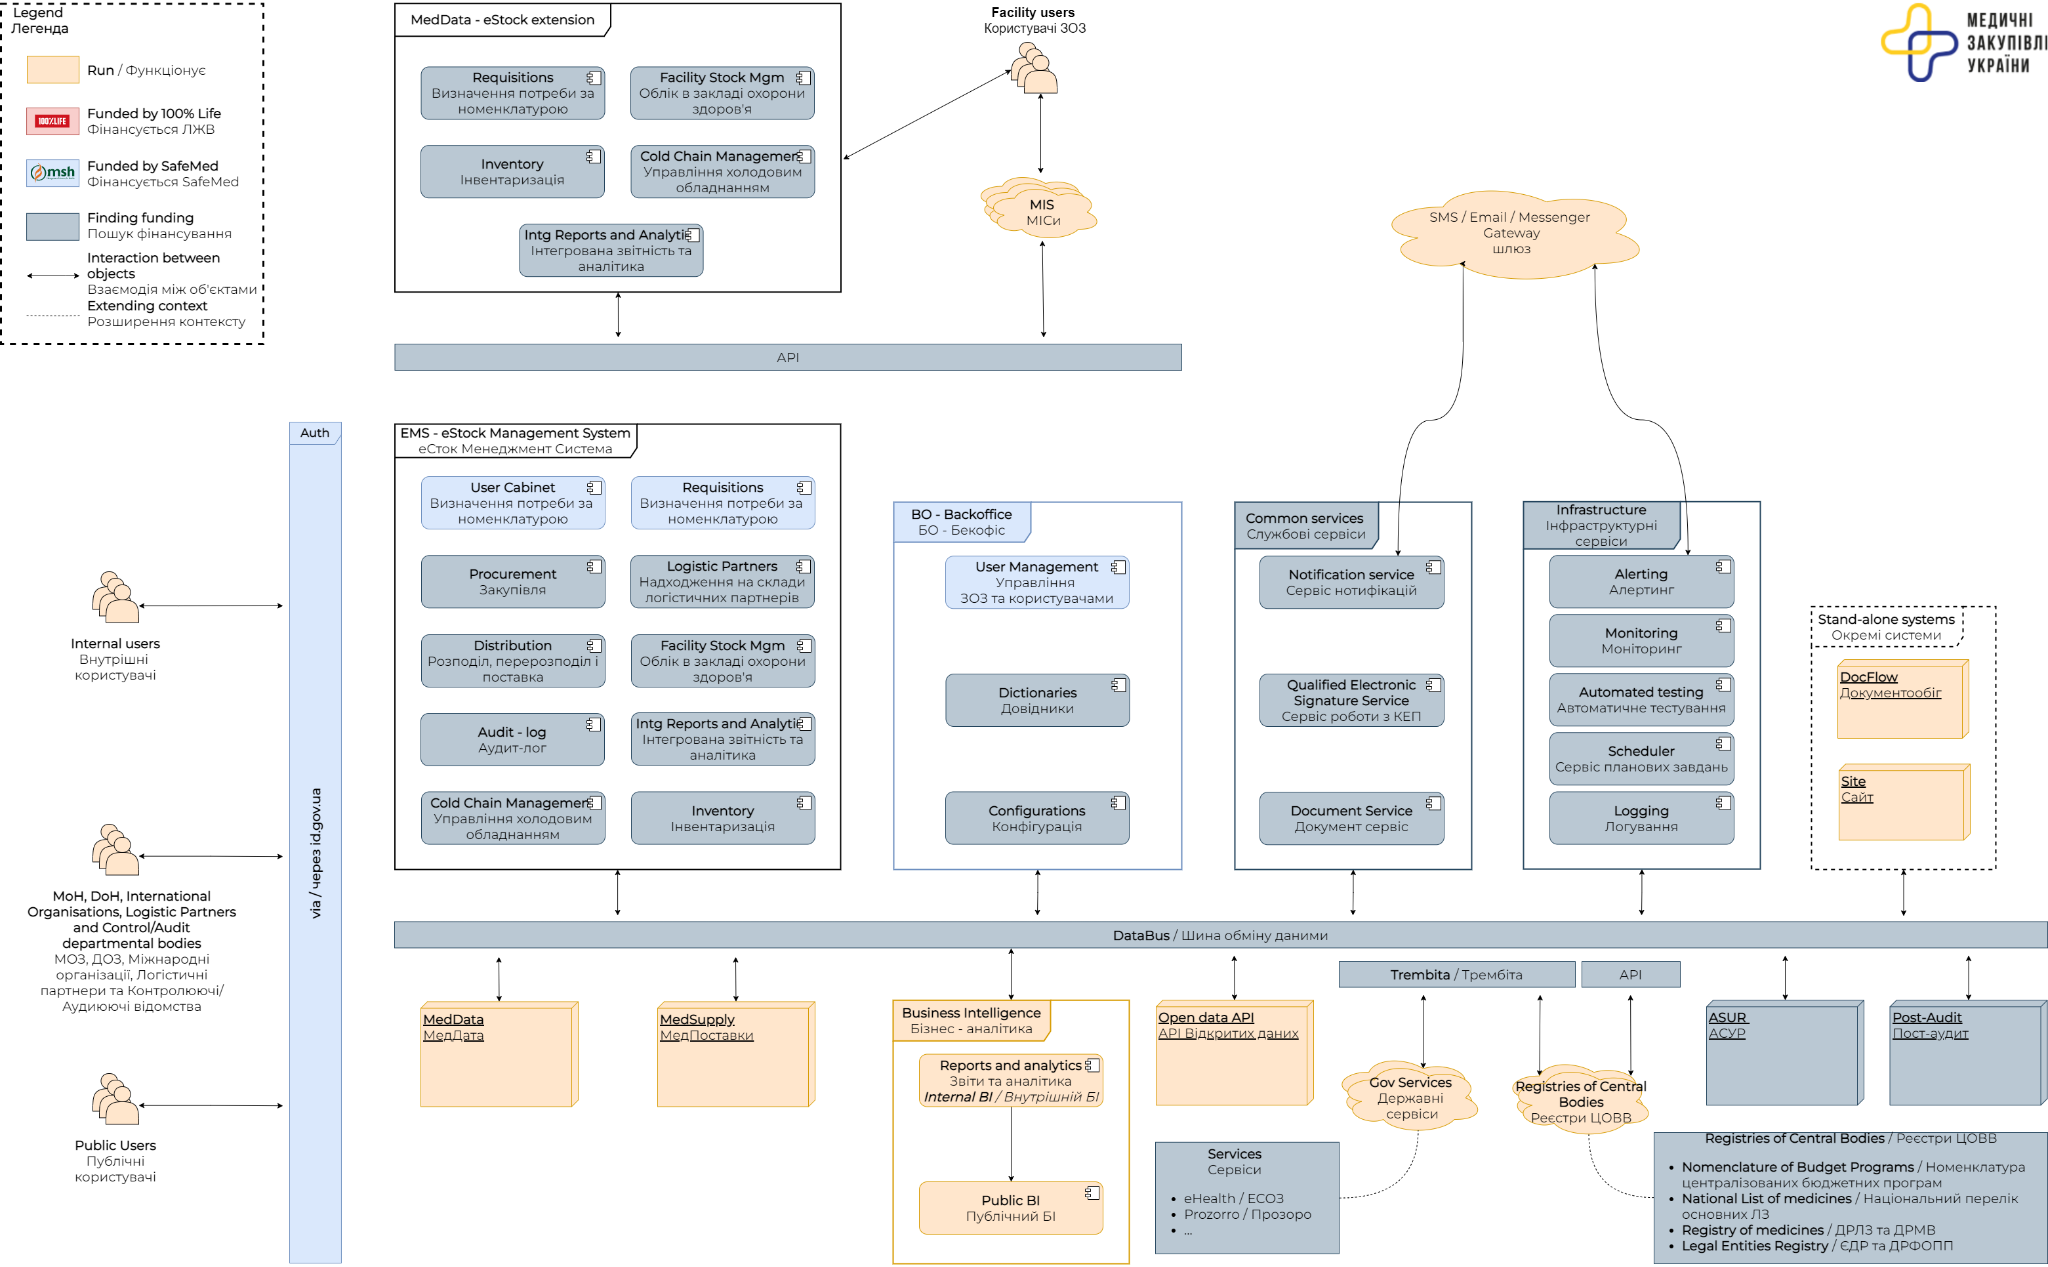 Legend
Легенда
Run / Функціонує
100%LIFE
Funded by 100% Life
Фінансується ЛЖВ
msh
Funded by SafeMed
Фінансується SafeMed
Finding funding
Пошук фінансування
Interaction between
objects
Взаємодія між об'єктами
Extending context
Розширення контексту
MedData - eStock extension
Requisitions
Визначення потреби за
номенклатурою
Facility Stock Mgm
Облік в закладі охорони
здоров'я
Inventory
Інвентаризація
Cold Chain Managemer
Управління холодовим
обладнанням
Intg Reports and Analyti
Інтегрована звітність та
аналітика
Facility users
Користувачі ЗОЗ
MIS
МІСи
МЕДИЧНІ
ЗАКУПІВЛІ
УКРАЇНИ
SMS / Email / Messenger
Gateway
шлюз
API
Auth
via / через id.gov.ua
Internal users
Внутрішні
користувачі
MoH, DoH, International
Organisations, Logistic Partners
and Control/Audit
departmental bodies
МОЗ, ДОЗ, Міжнародні
організації, Логістичні
партнери та Контролюючі/
Аудиюючі відомства
Public Users
Публічні
користувачі
EMS - eStock Management System
еСток Менеджмент Система
User Cabinet
Визначення потреби за
номенклатурою
Requisitions
Визначення потреби за
номенклатурою
Procurement
Закупівля
Logistic Partners
Надходження на склади
логістичних партнерів
Distribution
Розподіл, перерозподіл і
поставка
Facility Stock Mgm
Облік в закладі охорони
здоров'я
Audit - log
Аудит-лог
Intg Reports and Analyti
Інтегрована звітність та
аналітика
Cold Chain Managemer
Управління холодовим
обладнанням
Inventory
Інвентаризація
BO - Backoffice
БО - Бекофіс
User Management
Управління
ЗОЗ та користувачами
Dictionaries
Довідники
Configurations
Конфігурація
Common services
Службові сервіси
Notification service
Сервіс нотифікацій
Qualified Electronic
Signature Service
Сервіс роботи з КЕП
Document Service
Документ сервіс
Infrastructure
Інфраструктурні
сервіси
Alerting
Алертинг
Monitoring
Моніторинг
Automated testing
Автоматичне тестування
Scheduler
Сервіс планових завдань
Logging
Логування
Stand-alone systems
Окремі системи
DocFlow
Документообіг
Site
Сайт
DataBus / Шина обміну даними
MedData
МедДата
MedSupply
МедПоставки
Business Intelligence
Бізнес - аналітика
Reports and analytics
Звіти та аналітика
Internal BI / Внутрішній БІ
Public BI
Публічний БІ
Open data API
API Відкритих даних
Trembita / Трембіта
API
Gov Services
Державні
сервіси
Registries of Central
Bodies
Реєстри ЦОВВ
ASUR
АСУР
Post-Audit
Пост-аудит
Services
Сервіси
• eHealth / ЕСОЗ
• Prozorro / Прозоро
• ...
Registries of Central Bodies / Реєстри ЦОВВ
• Nomenclature of Budget Programs / Номенклатура
централізованих бюджетних програм
• National List of medicines / Національний перелік
основних ЛЗ
• Registry of medicines / ДРЛЗ та ДРМВ
• Legal Entities Registry / ЄДР та ДРФОПП